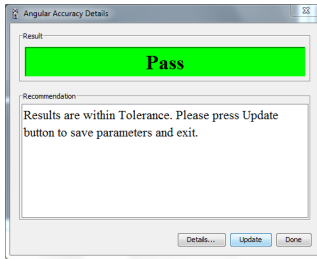 Angular Accuracy Details
Result
Pass
Recommendation
Results are within Tolerance. Please press Update
button to save parameters and exit.
Details... Update Done